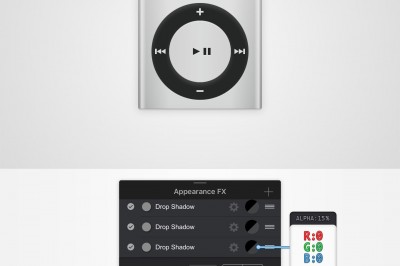 Appearance FX
Drop Shadow
Drop Shadow
Drop Shadow
ALPHA: 15%
R:0
G:0
B:0